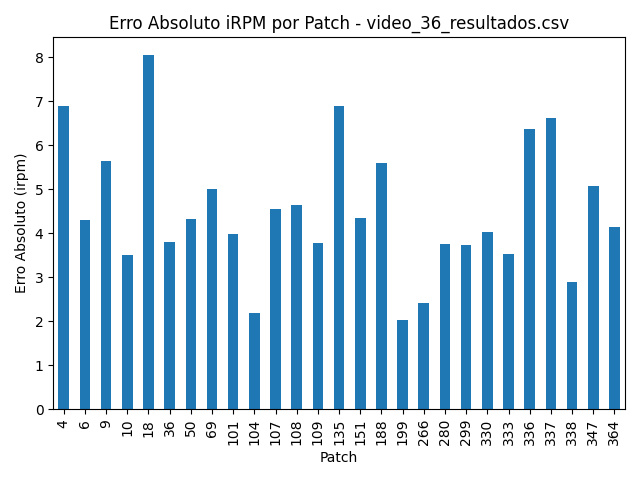 Erro Absoluto iRPM por Patch - video_36_resultados.csv
Erro Absoluto (irpm)
8
7
6
5
4
3
2
1
0
4 6 9 10 18 36 50 69 101 104 107 108 109 135 151 188 199 266 280 299 330 333 336 337 338 347 364
Patch